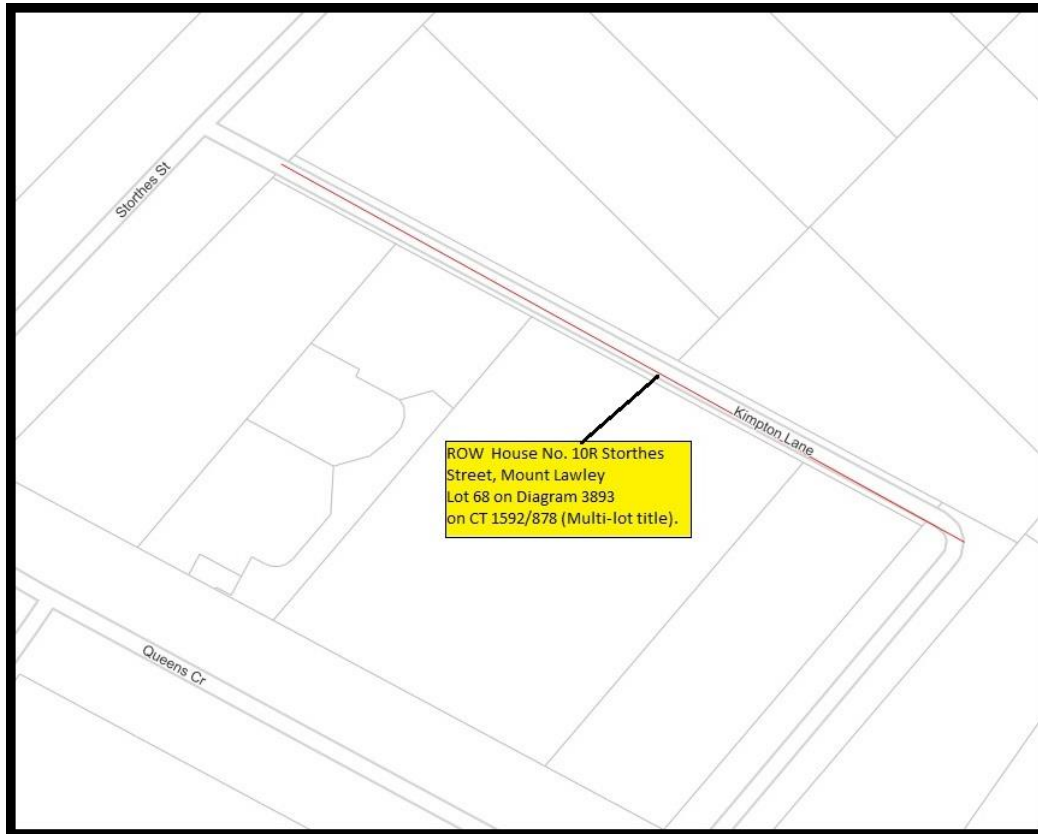 Storthes St
Kimpton Lane
ROW House No. 10R Storthes
Street, Mount Lawley
Lot 68 on Diagram 3893
on CT 1592/878 (Multi-lot title).
Queens Cr